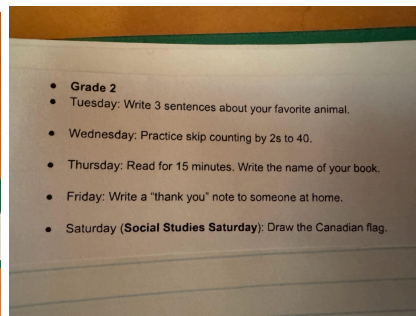 • Grade 2
• Tuesday: Write 3 sentences about your favorite animal.
• Wednesday: Practice skip counting by 2s to 40.
• Thursday: Read for 15 minutes. Write the name of your book.
• Friday: Write a “thank you” note to someone at home.
• Saturday (Social Studies Saturday): Draw the Canadian flag.